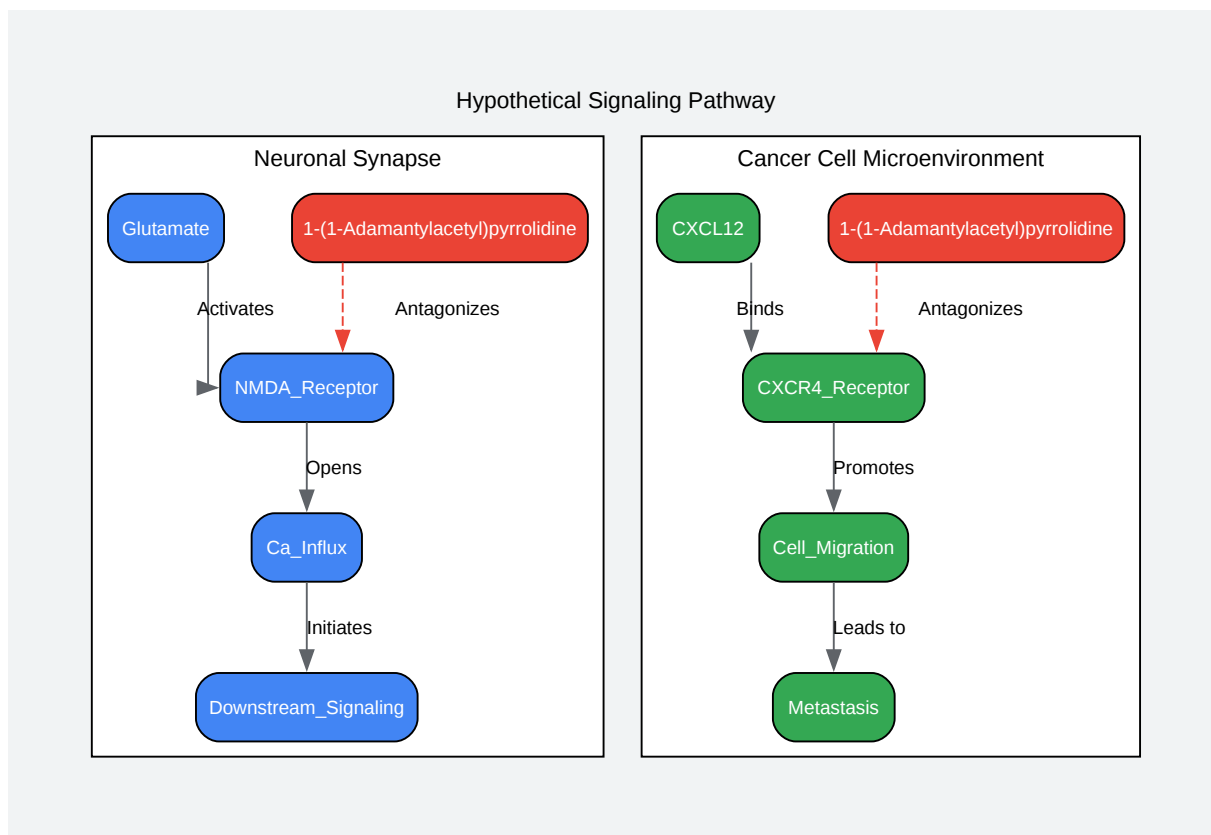 Hypothetical Signaling Pathway
Neuronal Synapse
Glutamate
1-(1-Adamantylacetyl)pyrrolidine
Activates
Antagonizes
NMDA_Receptor
Opens
Ca_Influx
Initiates
Downstream_Signaling
Cancer Cell Microenvironment
CXCL12
1-(1-Adamantylacetyl)pyrrolidine
Binds
Antagonizes
CXCR4_Receptor
Promotes
Cell_Migration
Leads to
Metastasis